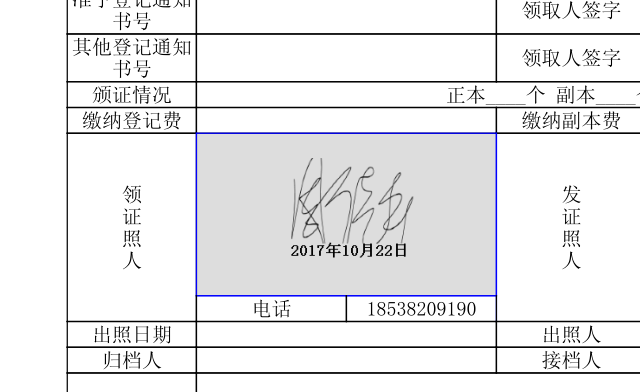 准予登记通知 领取人签字
书号
其他登记通知 领取人签字
书号
颁证情况 正本____个 副本____个
缴纳登记费 缴纳副本费
领证照人 发证照人
2017年10月22日
电话 18538209190
出照日期 出照人
归档人 接档人